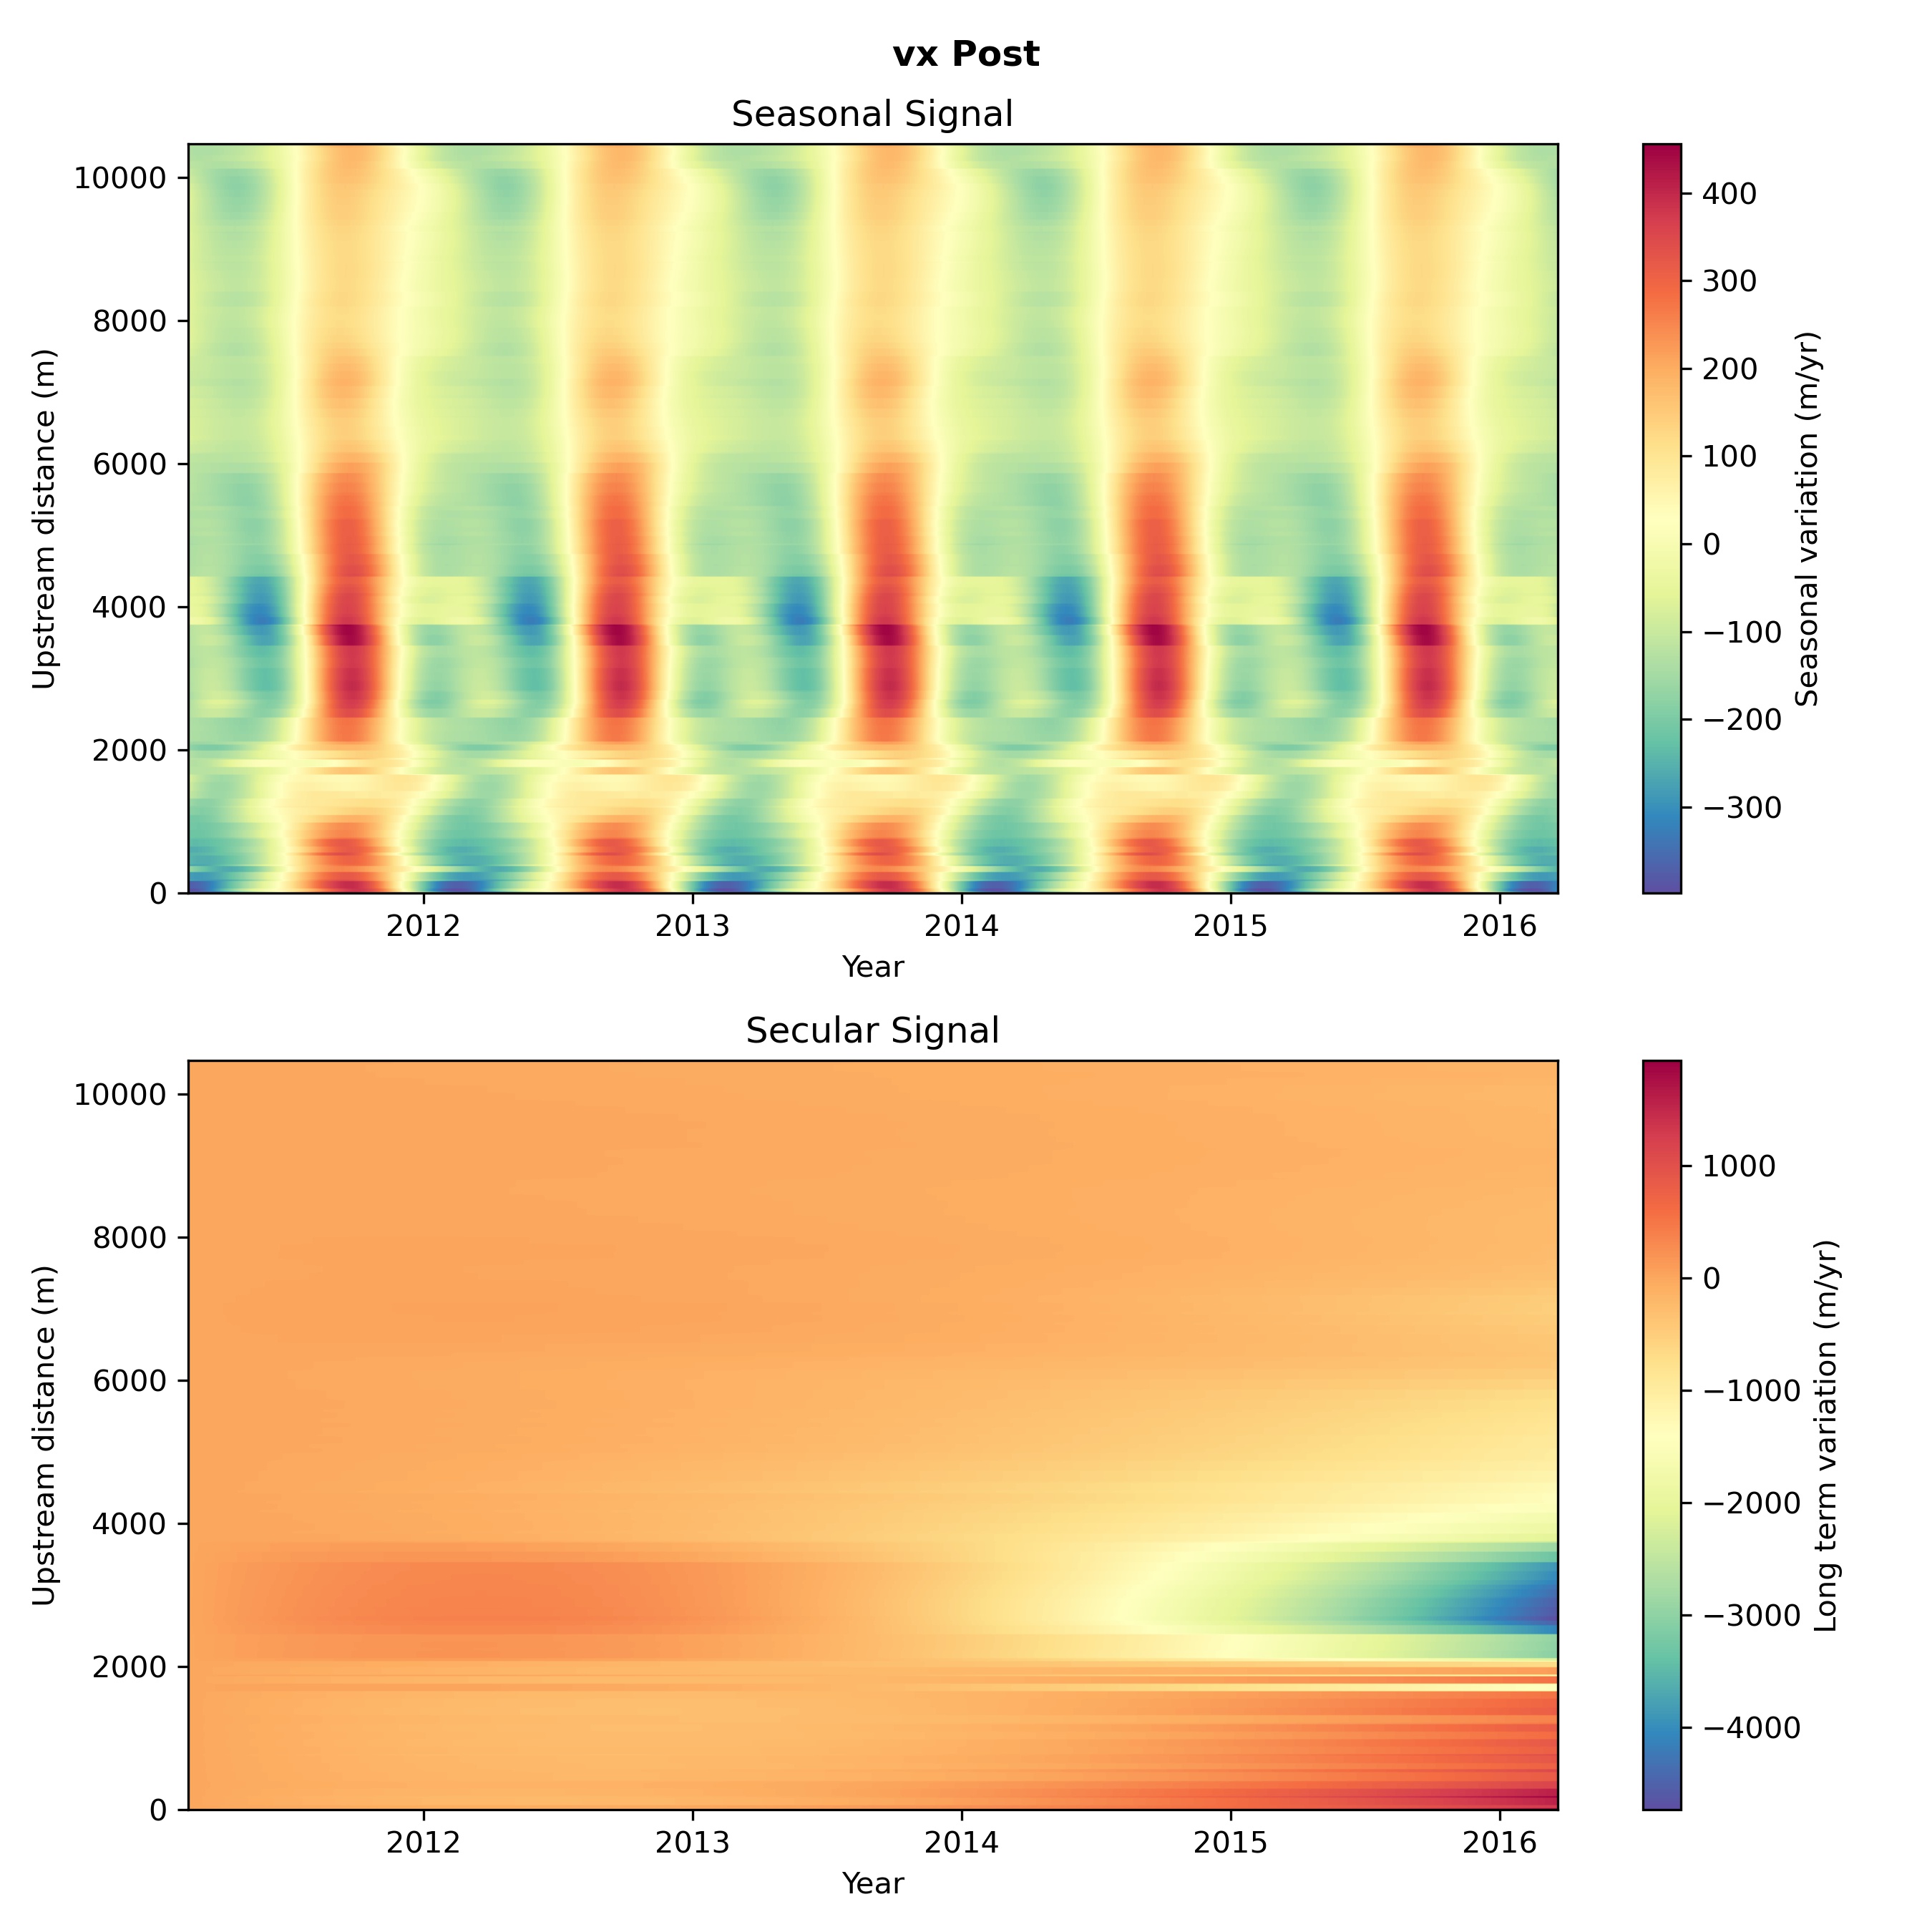 vx Post
Seasonal Signal
10000
8000
6000
4000
2000
0
Upstream distance (m)
2012 2013 2014 2015 2016
Year
400
300
200
100
0
−100
−200
−300
Seasonal variation (m/yr)
Secular Signal
10000
8000
6000
4000
2000
0
Upstream distance (m)
2012 2013 2014 2015 2016
Year
1000
0
−1000
−2000
−3000
−4000
Long term variation (m/yr)